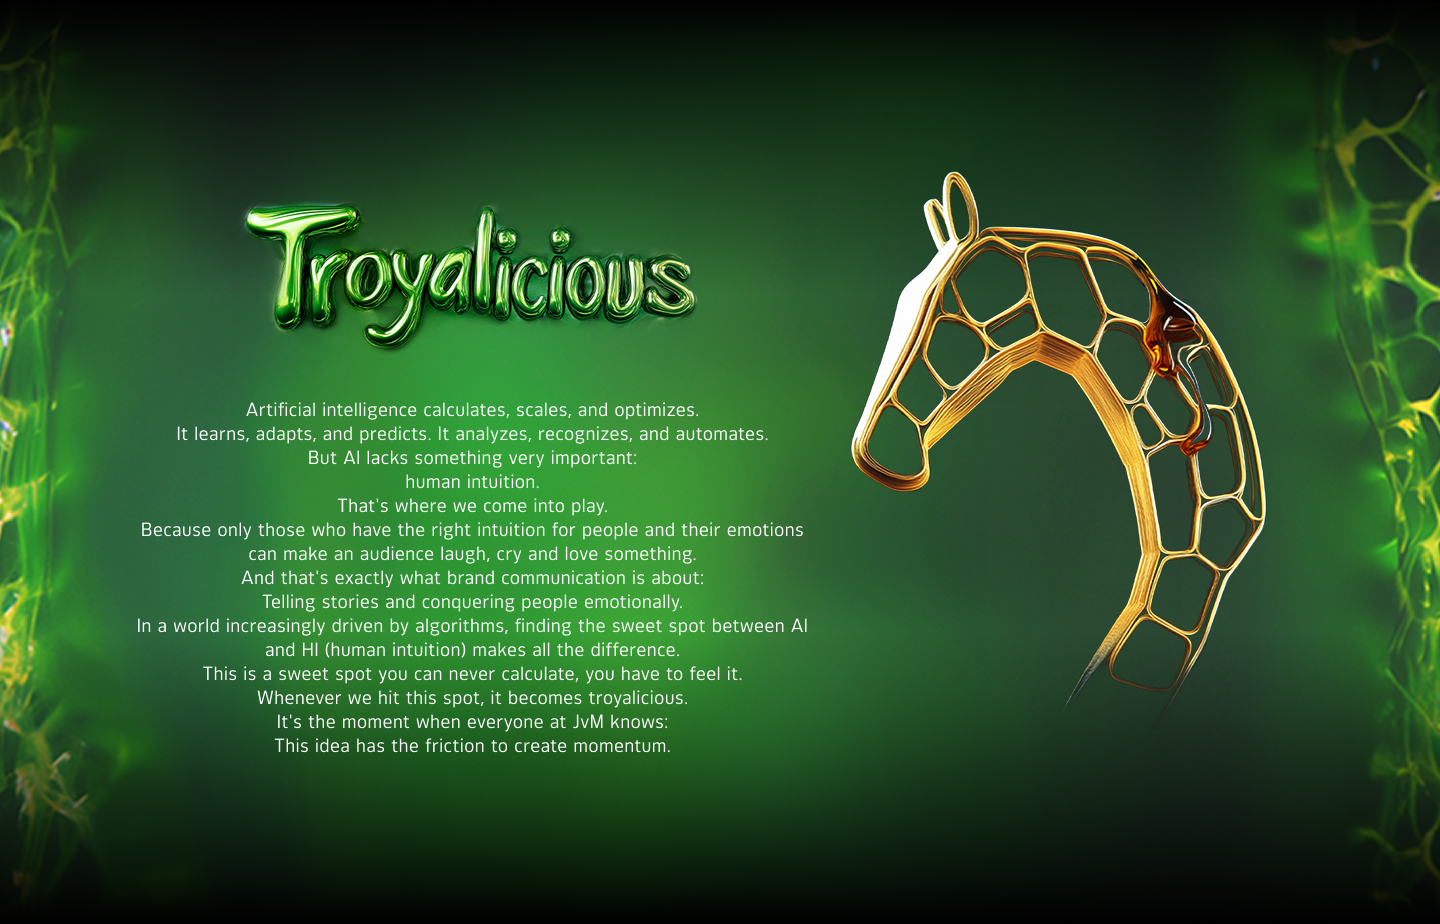 Troyalicious
Artificial intelligence calculates, scales, and optimizes.
It learns, adapts, and predicts. It analyzes, recognizes, and automates.
But AI lacks something very important:
human intuition.
That's where we come into play.
Because only those who have the right intuition for people and their emotions
can make an audience laugh, cry and love something.
And that's exactly what brand communication is about:
Telling stories and conquering people emotionally.
In a world increasingly driven by algorithms, finding the sweet spot between AI
and HI (human intuition) makes all the difference.
This is a sweet spot you can never calculate, you have to feel it.
Whenever we hit this spot, it becomes troyalicious.
It's the moment when everyone at JvM knows:
This idea has the friction to create momentum.